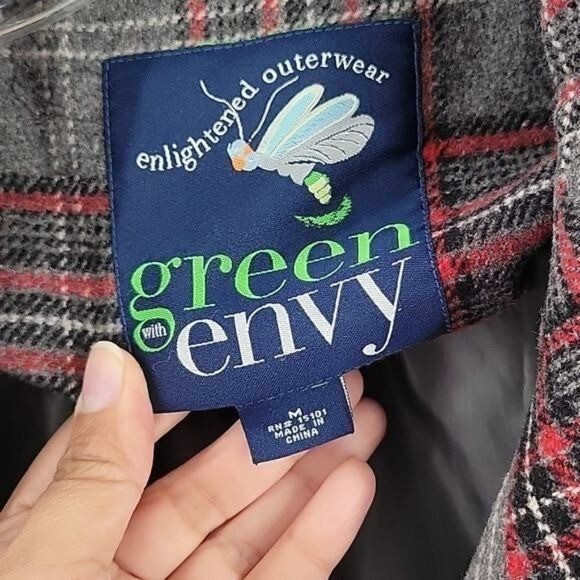 enlightened outerwear
green
with
envy
M
RN# 15101
MADE IN
CHINA